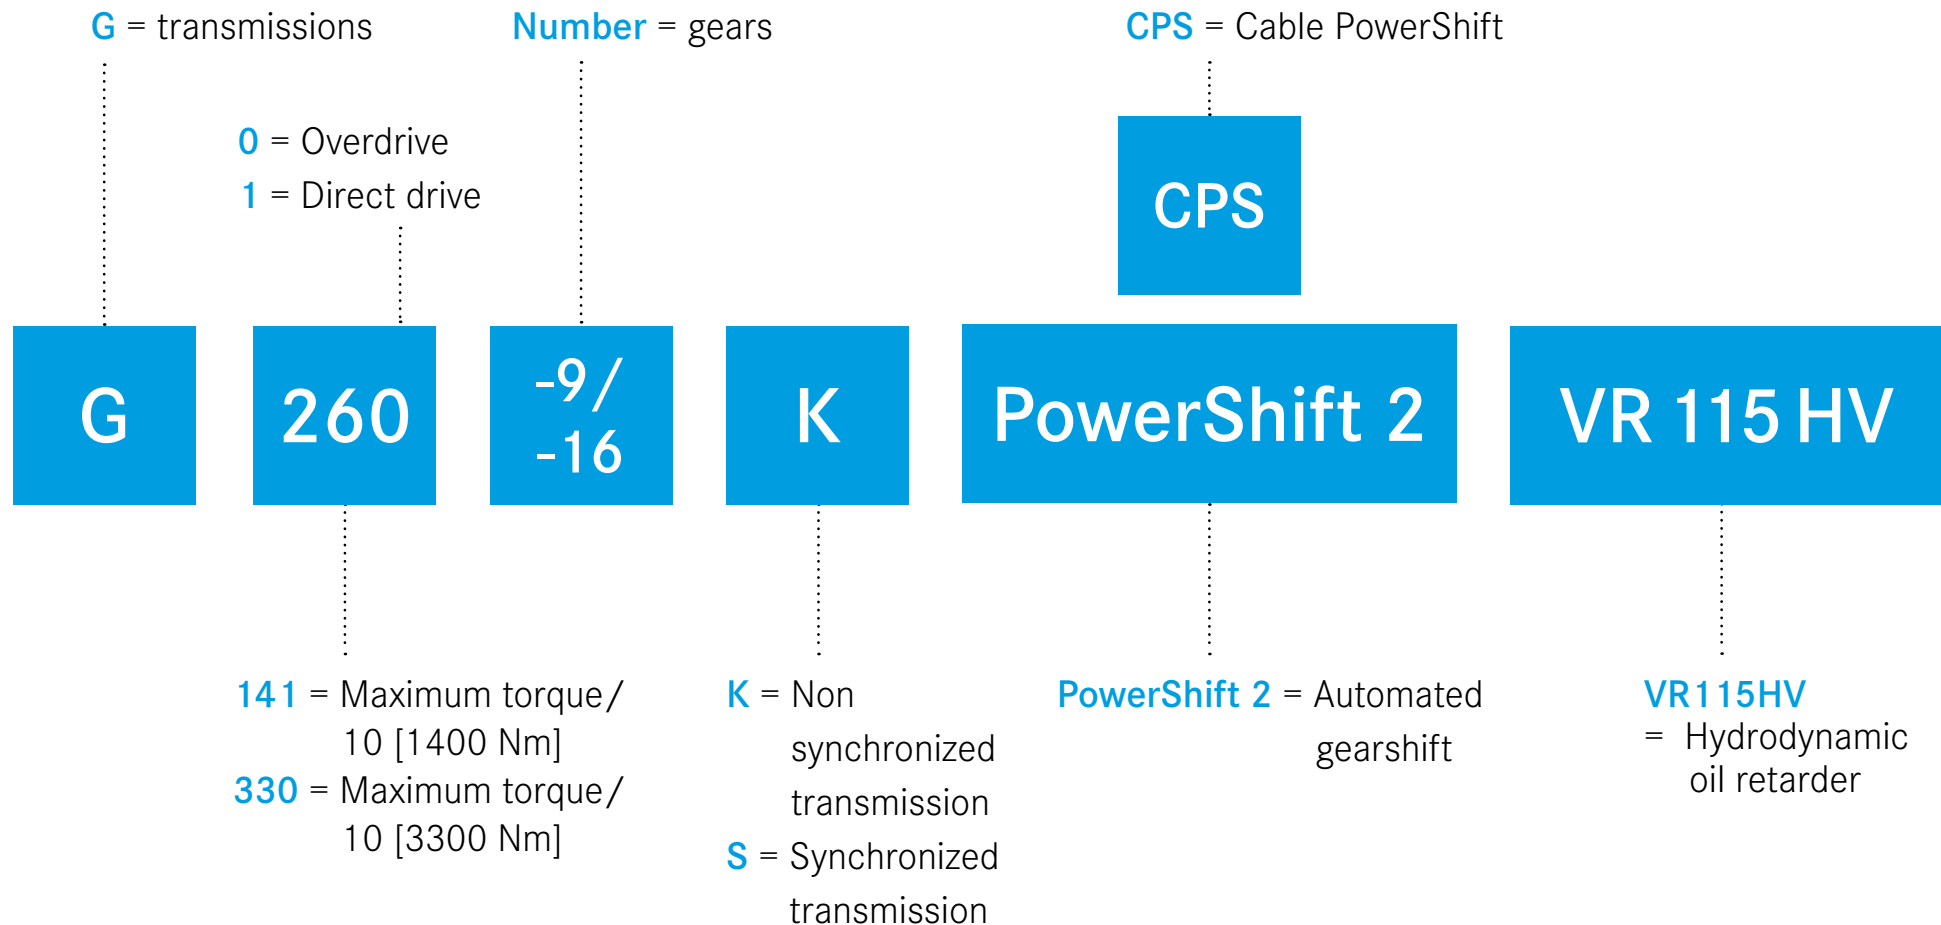 G = transmissions
Number = gears
CPS = Cable PowerShift
0 = Overdrive
1 = Direct drive
CPS
G
260
-9/
-16
K
PowerShift 2
VR 115 HV
141 = Maximum torque/
10 [1400 Nm]
330 = Maximum torque/
10 [3300 Nm]
K = Non
synchronized
transmission
S = Synchronized
transmission
PowerShift 2 = Automated
gearshift
VR115HV
= Hydrodynamic
oil retarder